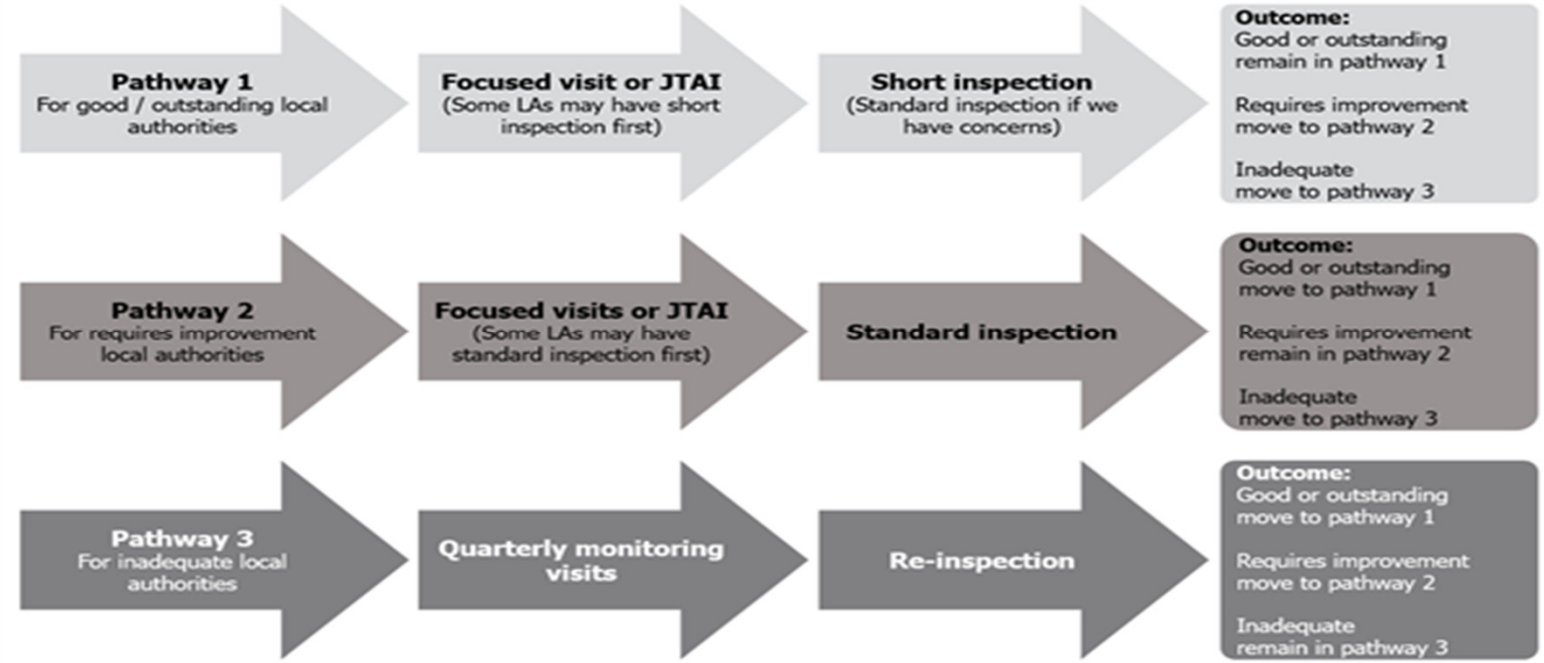 Pathway 1
For good / outstanding local
authorities
Focused visit or JTAI
(Some LAs may have short
inspection first)
Short inspection
(Standard inspection if we
have concerns)
Outcome:
Good or outstanding
remain in pathway 1
Requires improvement
move to pathway 2
Inadequate
move to pathway 3
Pathway 2
For requires improvement
local authorities
Focused visits or JTAI
(Some LAs may have
standard inspection first)
Standard inspection
Outcome:
Good or outstanding
move to pathway 1
Requires improvement
remain in pathway 2
Inadequate
move to pathway 3
Pathway 3
For inadequate local
authorities
Quarterly monitoring
visits
Re-inspection
Outcome:
Good or outstanding
move to pathway 1
Requires improvement
move to pathway 2
Inadequate
remain in pathway 3